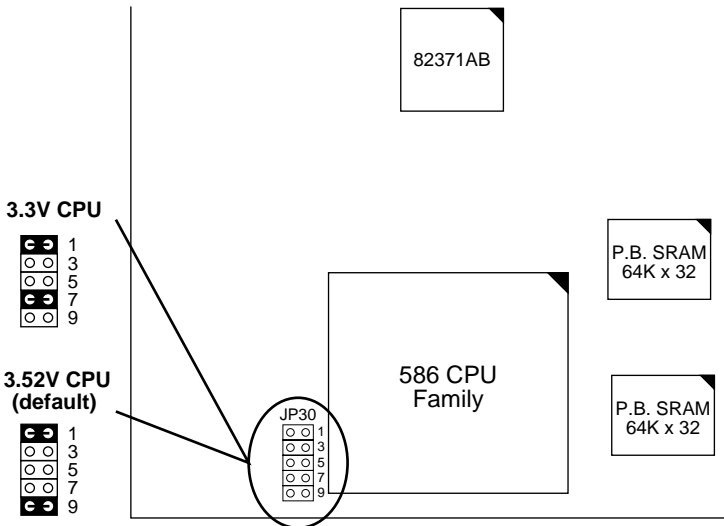 82371AB
3.3V CPU
1
3
5
7
9
P.B. SRAM
64K x 32
3.52V CPU
(default)
1
3
5
7
9
JP30
1
3
5
7
9
586 CPU
Family
P.B. SRAM
64K x 32